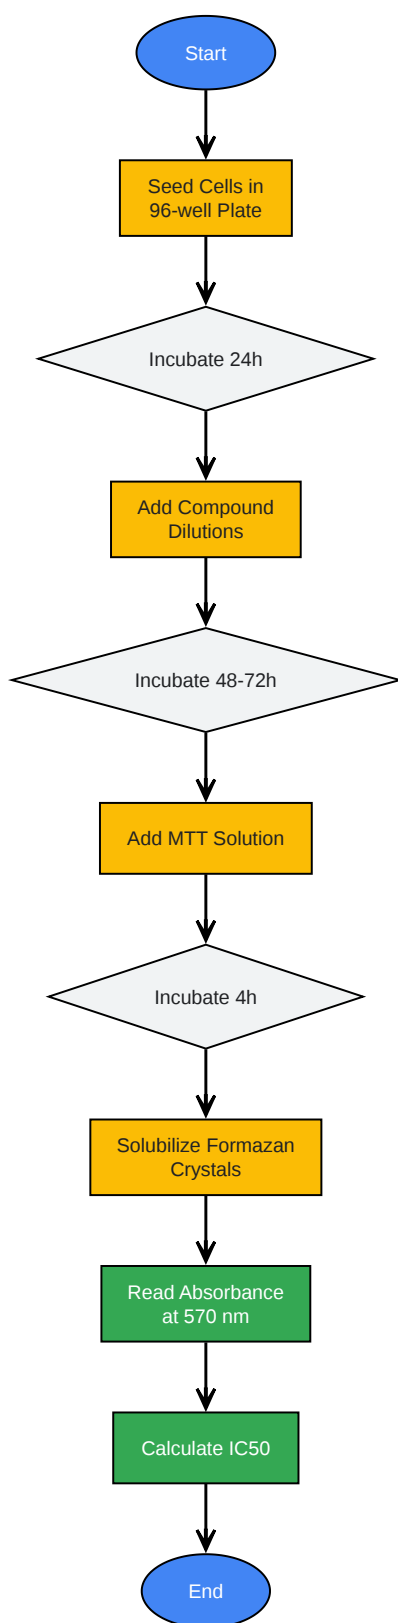 Start
Seed Cells in
96-well Plate
Incubate 24h
Add Compound
Dilutions
Incubate 48-72h
Add MTT Solution
Incubate 4h
Solubilize Formazan
Crystals
Read Absorbance
at 570 nm
Calculate IC50
End